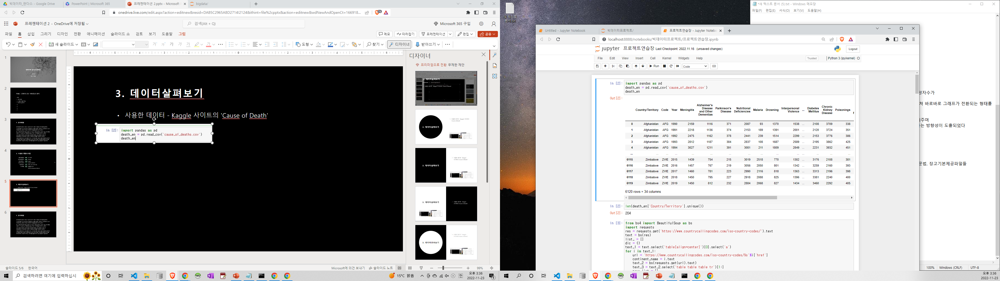 빅데이터_판다스 - Google Drive
PowerPoint | Microsoft 365
프레젠테이션 2.pptx - Microsoft
bigdata/
onedrive.live.com/edit.aspx?action=editnew&resid=DAB5C2965ABD2714!2124&ithint=file%2cpptx&action=editnew&wdNewAndOpenCt=166918...
프레젠테이션 2 - OneDrive에 저장됨
검색(Alt + Q)
Microsoft 365 구입
파일 홈 삽입 그리기 디자인 전환 애니메이션 슬라이드 쇼 검토 보기 도움말 그림
메모 따라잡기 프레젠테이션 편집 공유
새 슬라이드 도형 찾기 디자이너 받아쓰기
1
2
3
4
5
6
3. 데이터살펴보기
• 사용한 데이터 - Kaggle 사이트의 'Cause of Death'
In [2]: import pandas as pd
death_en = pd.read_csv('cause_of_deaths.csv')
death_en
디자이너
프리미엄으로 전환 무제한 제안
3. 데이터살펴보기
3. 데이터살펴보기
3. 데이터살펴보기
3. 데이터살펴보기
슬라이드 5/6 한국어
Microsoft에 의견 보내기 슬라이드 노트 99%
검색하려면 여기에 입력하십시
15°C 맑음
오후 3:36
2022-11-23
새 텍스트
문서.txt
*새 텍스트 문서 (5).txt - Windows 메모장
파일(F) 편집(E) 서식(O) 보기(V) 도움말(H)
Untitled - Jupyter Notebook
빅데이터프로젝트/
프로젝트연습장 - Jupyter Notebo
localhost:8888/notebooks/빅데이터프로젝트/프로젝트연습장.ipynb
jupyter 프로젝트연습장 Last Checkpoint: 2022.11.16 (unsaved changes)
Logout
File Edit View Insert Cell Kernel Widgets Help
Trusted Python 3 (ipykernel)
Run Code
In [2]: import pandas as pd
death_en = pd.read_csv('cause_of_deaths.csv')
death_en
Out[2]:
Country/Territory Code Year Meningitis Alzheimer's Disease and Other Dementias Parkinson's Disease Nutritional Deficiencies Malaria Drowning Interpersonal Violence ... Diabetes Mellitus Chronic Kidney Disease Poisonings
0 Afghanistan AFG 1990 2159 1116 371 2087 93 1370 1538 ... 2108 3709 338
1 Afghanistan AFG 1991 2218 1136 374 2153 189 1391 2001 ... 2120 3724 351
2 Afghanistan AFG 1992 2475 1162 378 2441 239 1514 2299 ... 2153 3776 386
3 Afghanistan AFG 1993 2812 1187 384 2837 108 1687 2589 ... 2195 3862 425
4 Afghanistan AFG 1994 3027 1211 391 3081 211 1809 2849 ... 2231 3932 451
... ... ... ... ... ... ... ... ... ... ... ... ... ... ...
6115 Zimbabwe ZWE 2015 1439 754 215 3019 2518 770 1302 ... 3176 2108 381
6116 Zimbabwe ZWE 2016 1457 767 219 3056 2050 801 1342 ... 3259 2160 393
6117 Zimbabwe ZWE 2017 1460 781 223 2990 2116 818 1363 ... 3313 2196 398
6118 Zimbabwe ZWE 2018 1450 795 227 2918 2088 825 1396 ... 3381 2240 400
6119 Zimbabwe ZWE 2019 1450 812 232 2884 2068 827 1434 ... 3460 2292 405
6120 rows × 34 columns
In [2]: len(death_en['Country/Territory'].unique())
Out[2]: 204
In [3]: from bs4 import BeautifulSoup as bs
import requests
res = requests.get('https://www.countrycallingcodes.com/iso-country-codes/').text
text = bs(res)
list_ = []
dic = {}
text_1 = text.select('table[align=center]')[0].select('a')
for i in text_1:
url = 'https://www.countrycallingcodes.com/iso-country-codes/%s'%i['href']
continent_name = i.text
text_2 = bs(requests.get(url).text)
text_3 = text_2.select('table table table tr')[1:]
망자수가
쳐 바로바로 그래프가 전환되는 형태를
어주며
하는 방향성이 도출되었다
문법, 장고기본제공파일들
100% Windows (CRLF) UTF-8
오후 3:36
2022-11-23